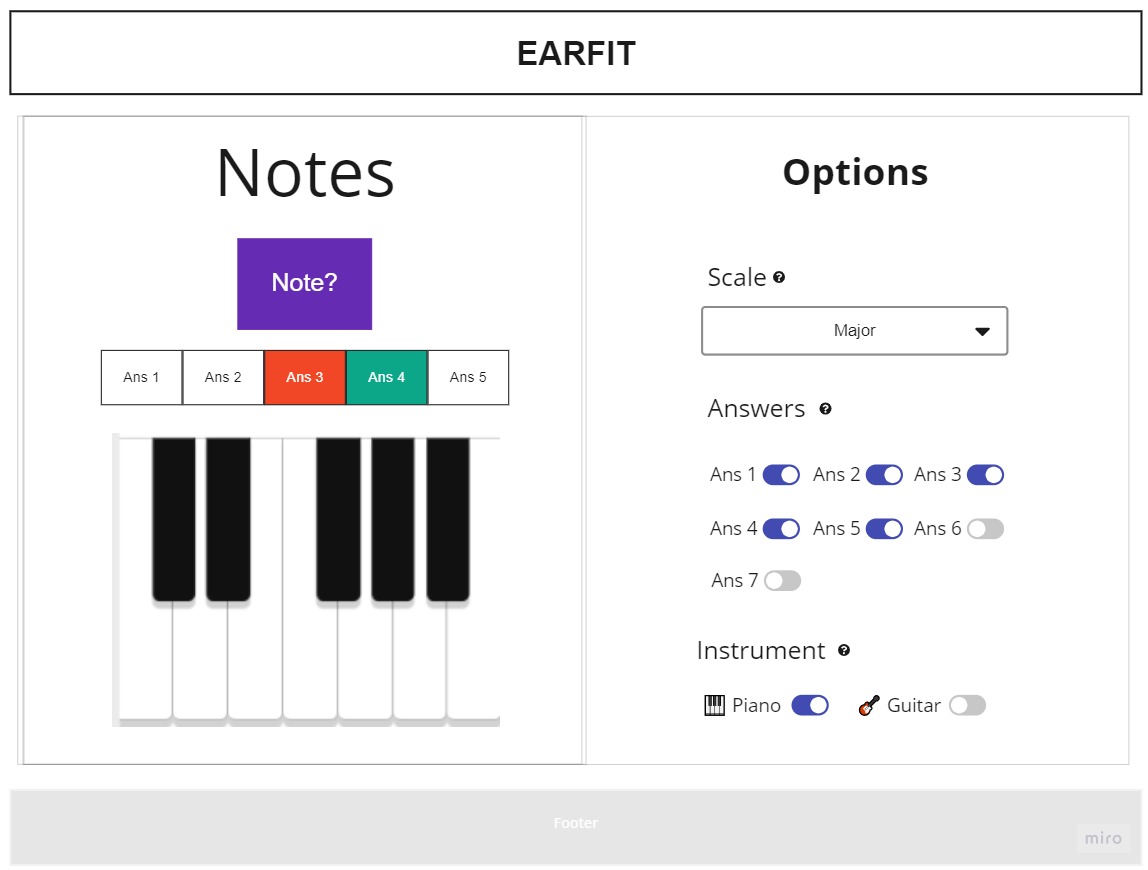 EARFIT
Notes
Note?
Ans 1 Ans 2 Ans 3 Ans 4 Ans 5
Options
Scale ?
Major
Answers ?
Ans 1 Ans 2 Ans 3
Ans 4 Ans 5 Ans 6
Ans 7
Instrument ?
Piano Guitar
Footer
miro